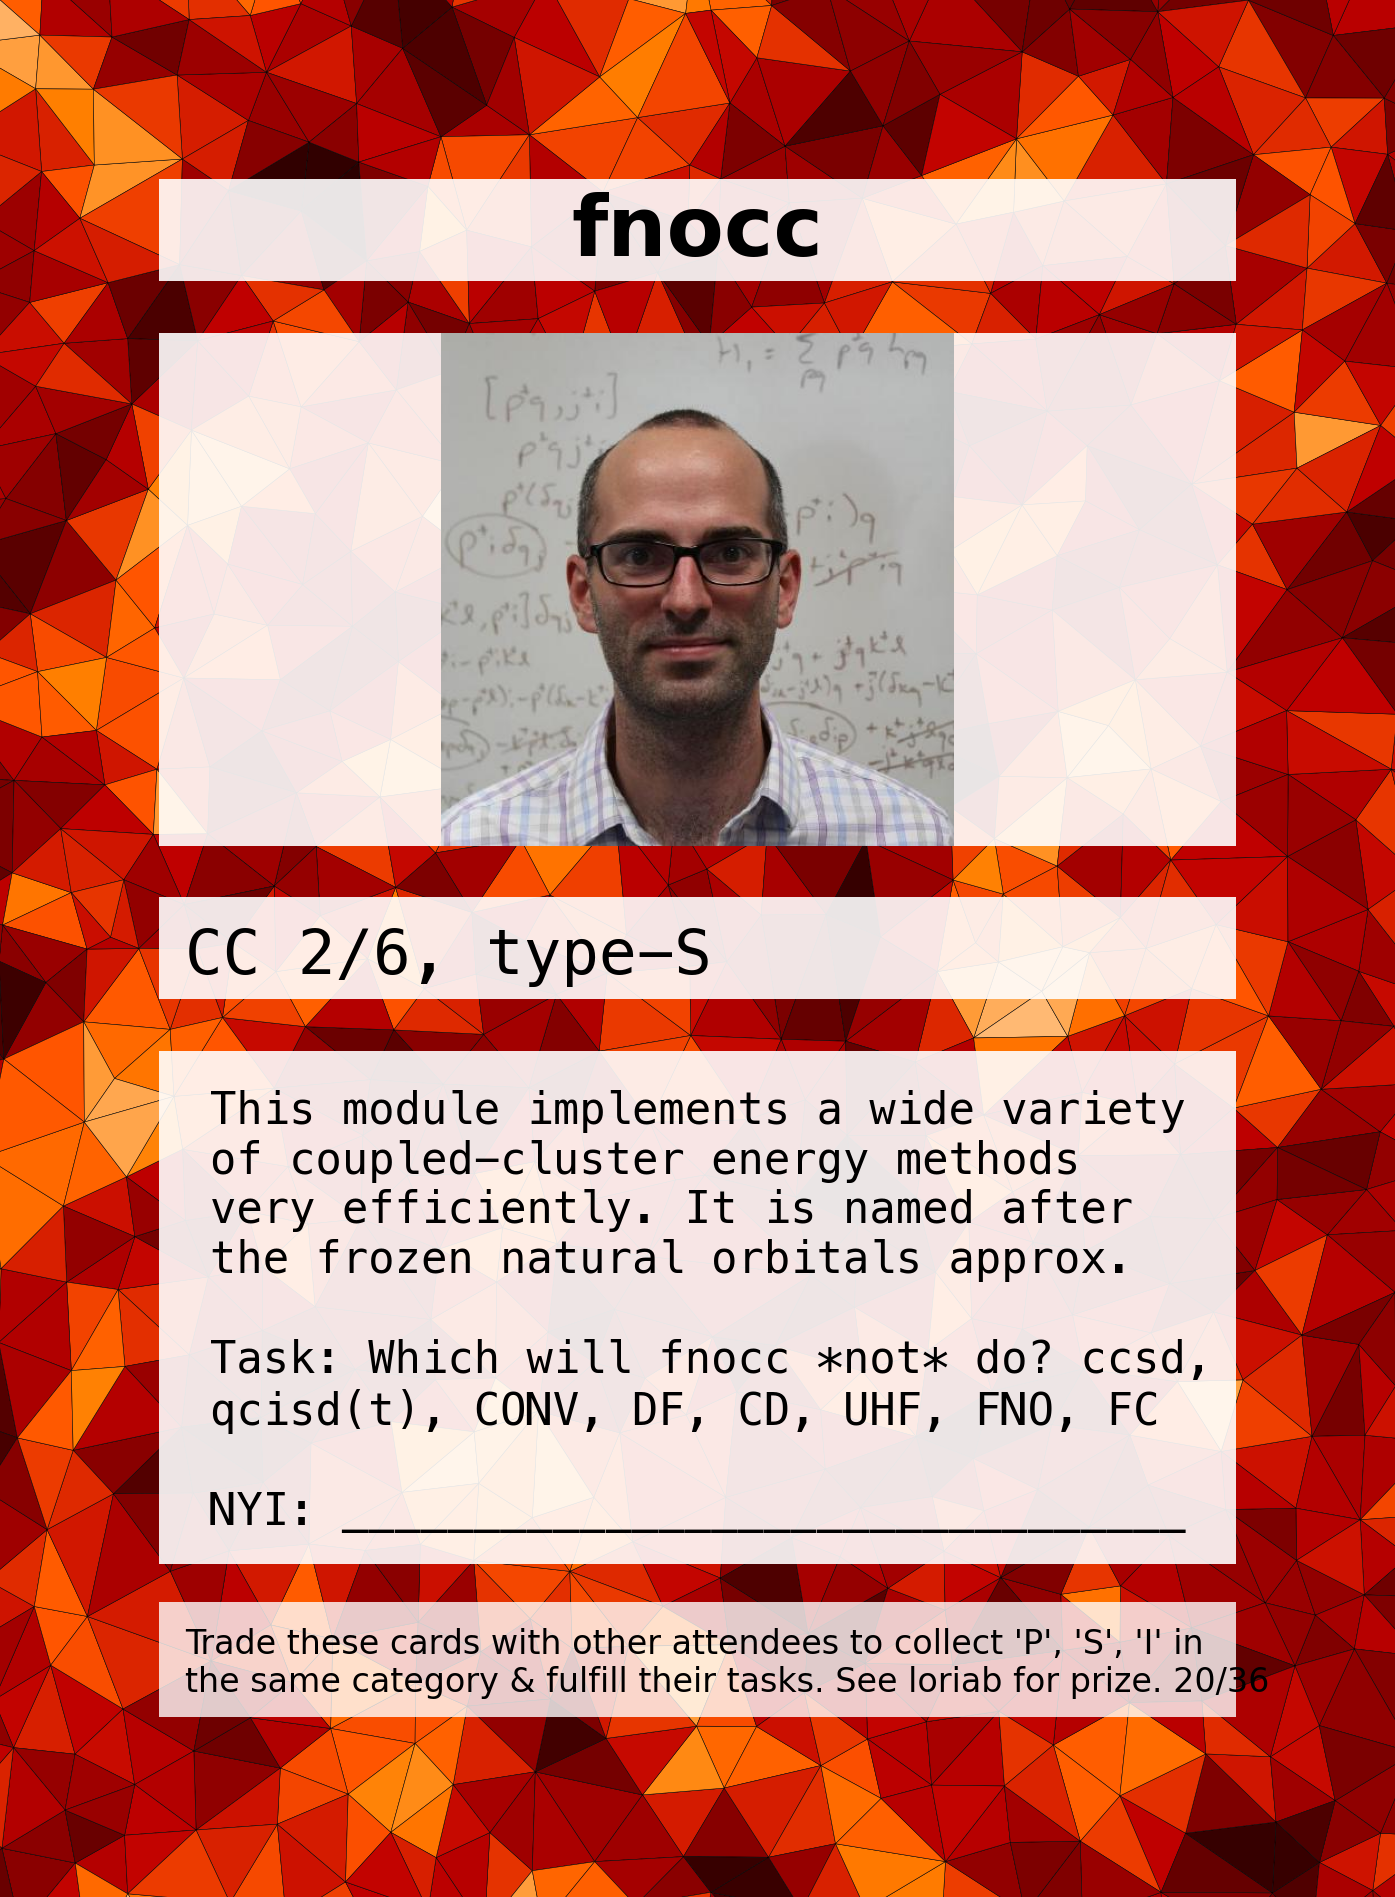 fnocc
H₁ = Σ p†q hpq
pq
[p†q, j†i]
CC 2/6, type–S
This module implements a wide variety
of coupled–cluster energy methods
very efficiently. It is named after
the frozen natural orbitals approx.
Task: Which will fnocc *not* do? ccsd,
qcisd(t), CONV, DF, CD, UHF, FNO, FC
NYI: ________________________________
Trade these cards with other attendees to collect 'P', 'S', 'I' in
the same category & fulfill their tasks. See loriab for prize. 20/36